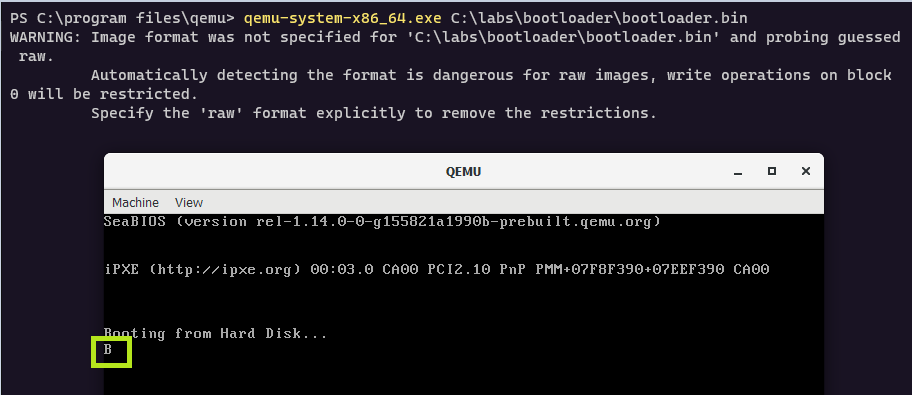 PS C:\program files\qemu> qemu-system-x86_64.exe C:\labs\bootloader\bootloader.bin
WARNING: Image format was not specified for 'C:\labs\bootloader\bootloader.bin' and probing guessed
 raw.
         Automatically detecting the format is dangerous for raw images, write operations on block
0 will be restricted.
         Specify the 'raw' format explicitly to remove the restrictions.
QEMU
Machine View
SeaBIOS (version rel-1.14.0-0-g155821a1990b-prebuilt.qemu.org)
iPXE (http://ipxe.org) 00:03.0 CA00 PCI2.10 PnP PMM+07F8F390+07EEF390 CA00
Booting from Hard Disk...
B